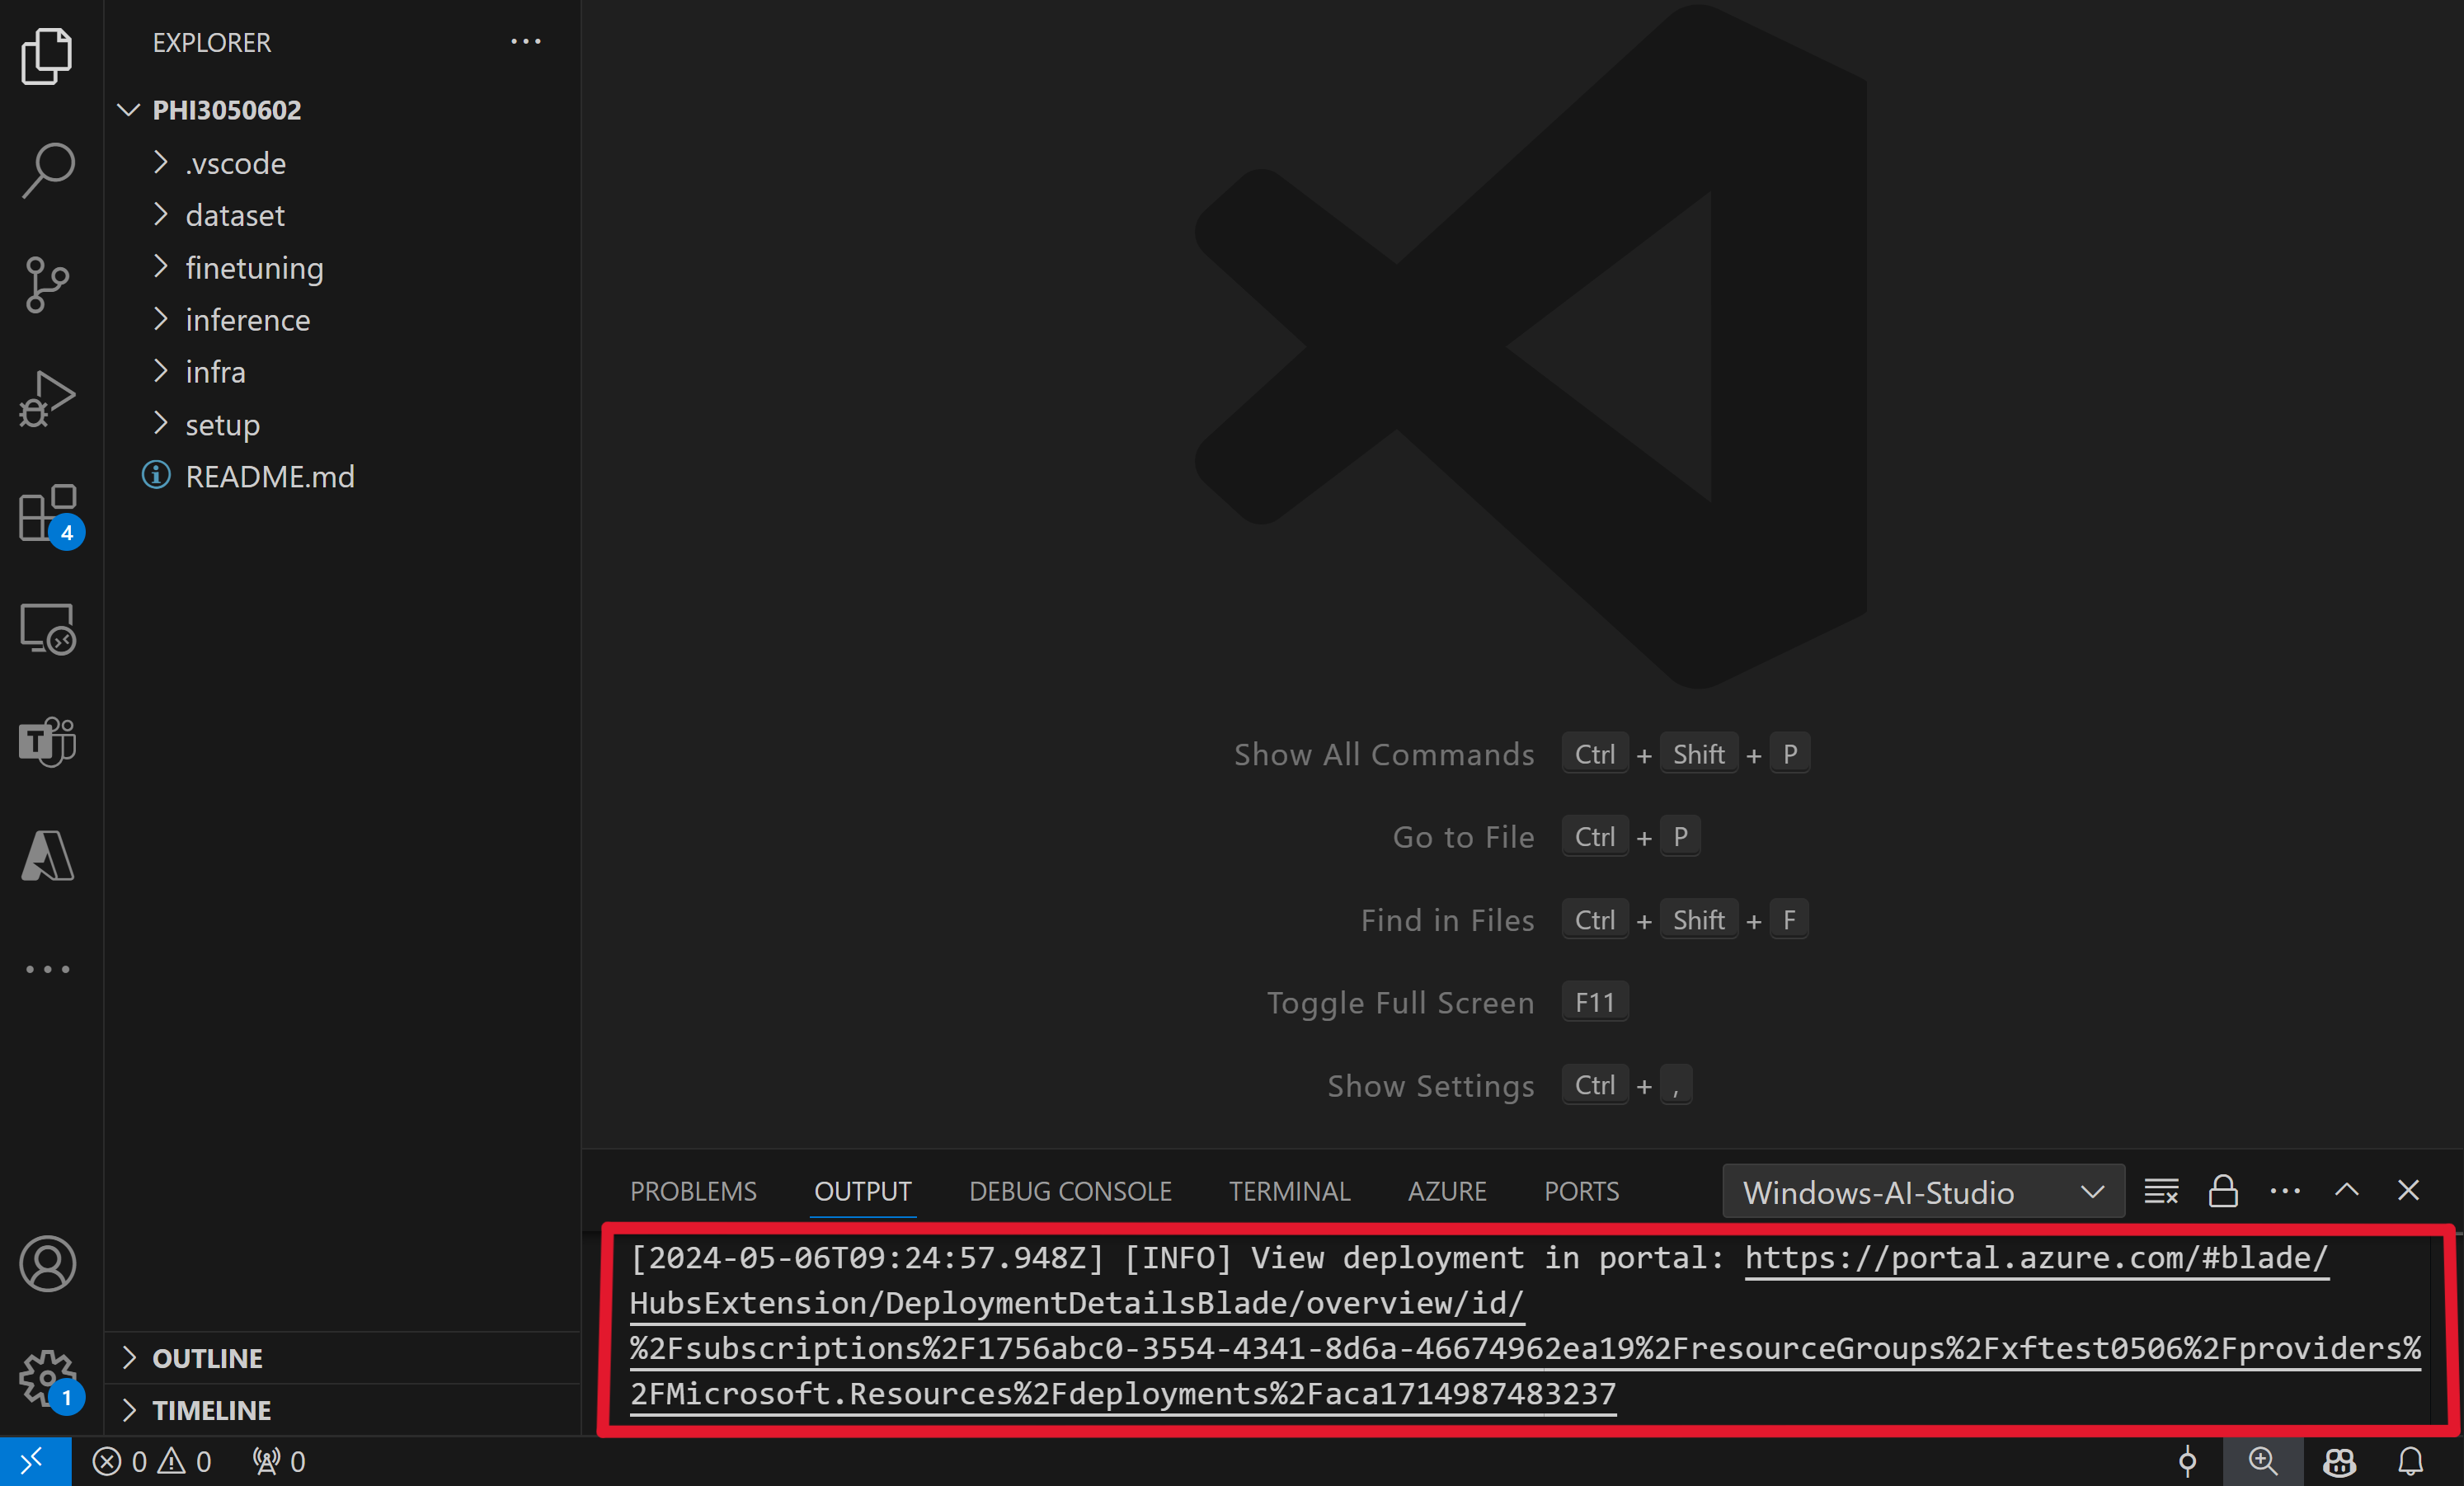 EXPLORER
PHI3050602
.vscode
dataset
finetuning
inference
infra
setup
README.md
4
T
Show All Commands Ctrl + Shift + P
Go to File Ctrl + P
Find in Files Ctrl + Shift + F
Toggle Full Screen F11
Show Settings Ctrl + ,
PROBLEMS OUTPUT DEBUG CONSOLE TERMINAL AZURE PORTS Windows-AI-Studio
[2024-05-06T09:24:57.948Z] [INFO] View deployment in portal: https://portal.azure.com/#blade/
HubsExtension/DeploymentDetailsBlade/overview/id/
%2Fsubscriptions%2F1756abc0-3554-4341-8d6a-46674962ea19%2FresourceGroups%2Fxftest0506%2Fproviders%
2FMicrosoft.Resources%2Fdeployments%2Faca1714987483237
OUTLINE
1
TIMELINE
0 0 0